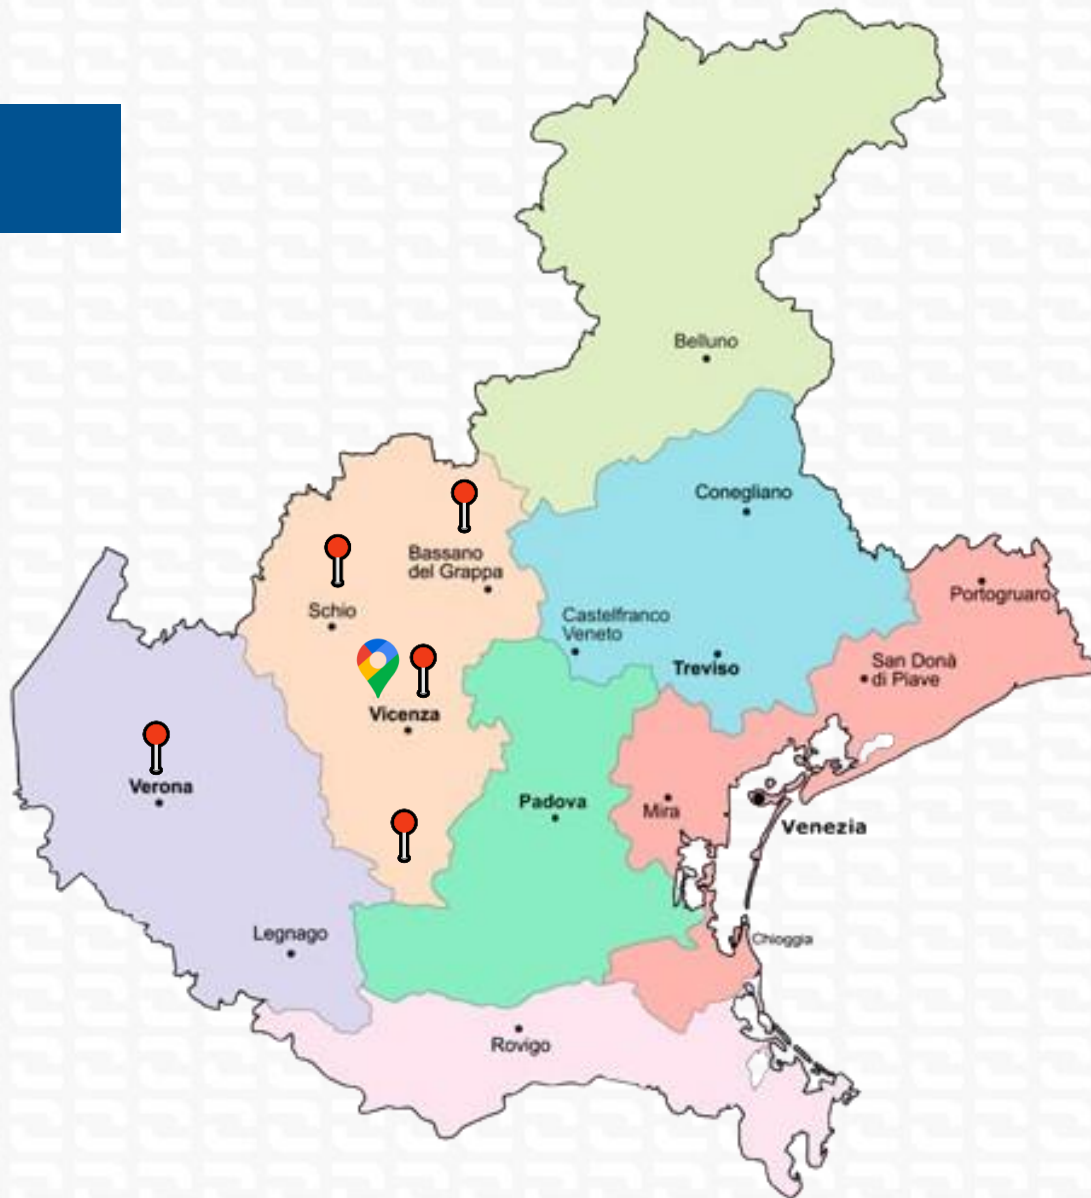 Belluno
Conegliano
Bassano
del Grappa
Portogruaro
Schio
Castelfranco
Veneto
Treviso
San Donà
di Piave
Vicenza
Verona
Padova
Mira
Venezia
Legnago
Chioggia
Rovigo